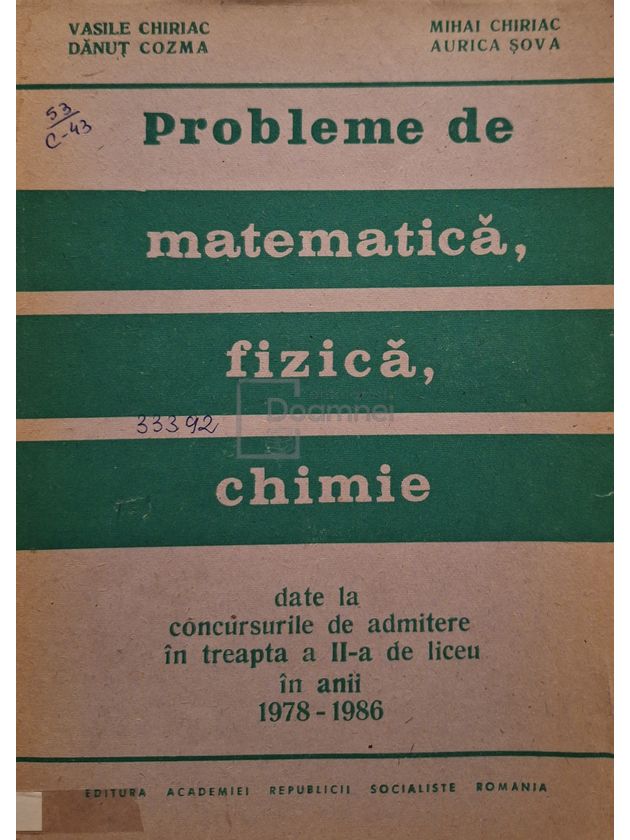 VASILE CHIRIAC
DĂNUȚ COZMA
MIHAI CHIRIAC
AURICA ȘOVA
53
C-43
Probleme de
matematică,
fizică,
Doamnei
33392
chimie
date la
concursurile de admitere
în treapta a II-a de liceu
în anii
1978-1986
EDITURA ACADEMIEI REPUBLICII SOCIALISTE ROMANIA